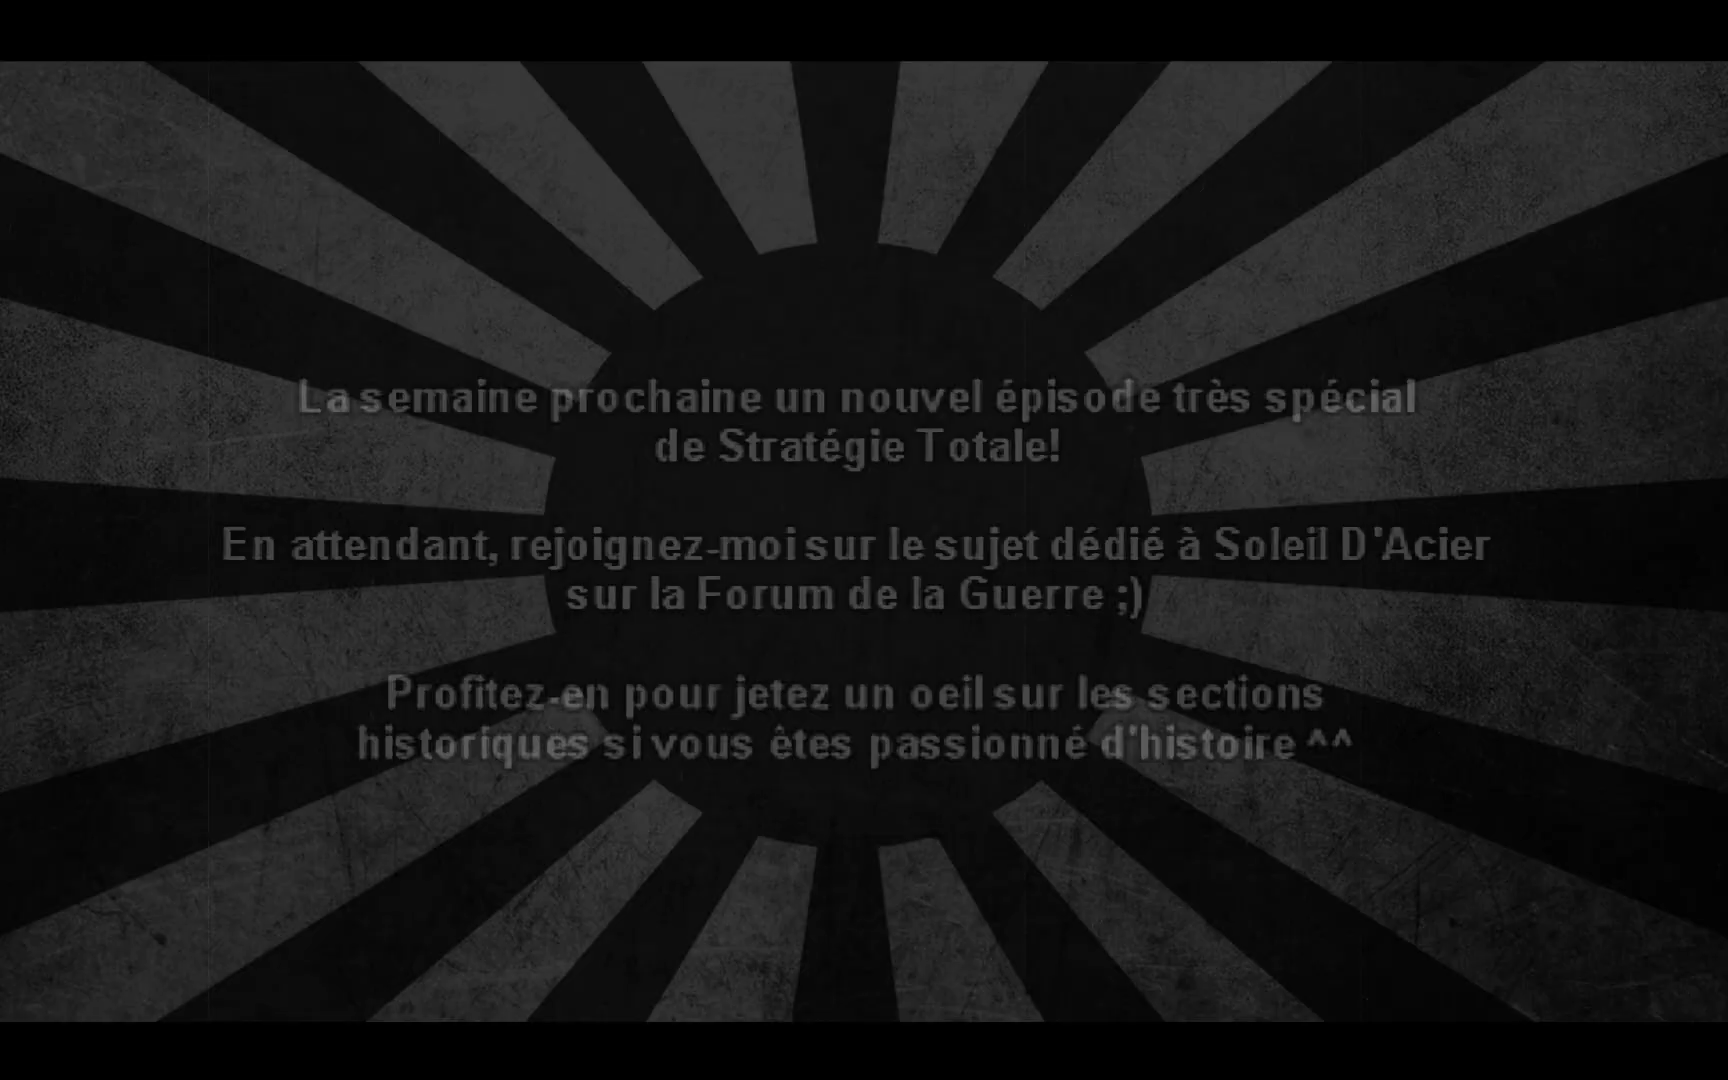 La semaine prochaine un nouvel épisode très spécial
de Stratégie Totale!
En attendant, rejoignez-moi sur le sujet dédié à Soleil D'Acier
sur la Forum de la Guerre ;)
Profitez-en pour jetez un oeil sur les sections
historiques si vous êtes passionné d'histoire ^^